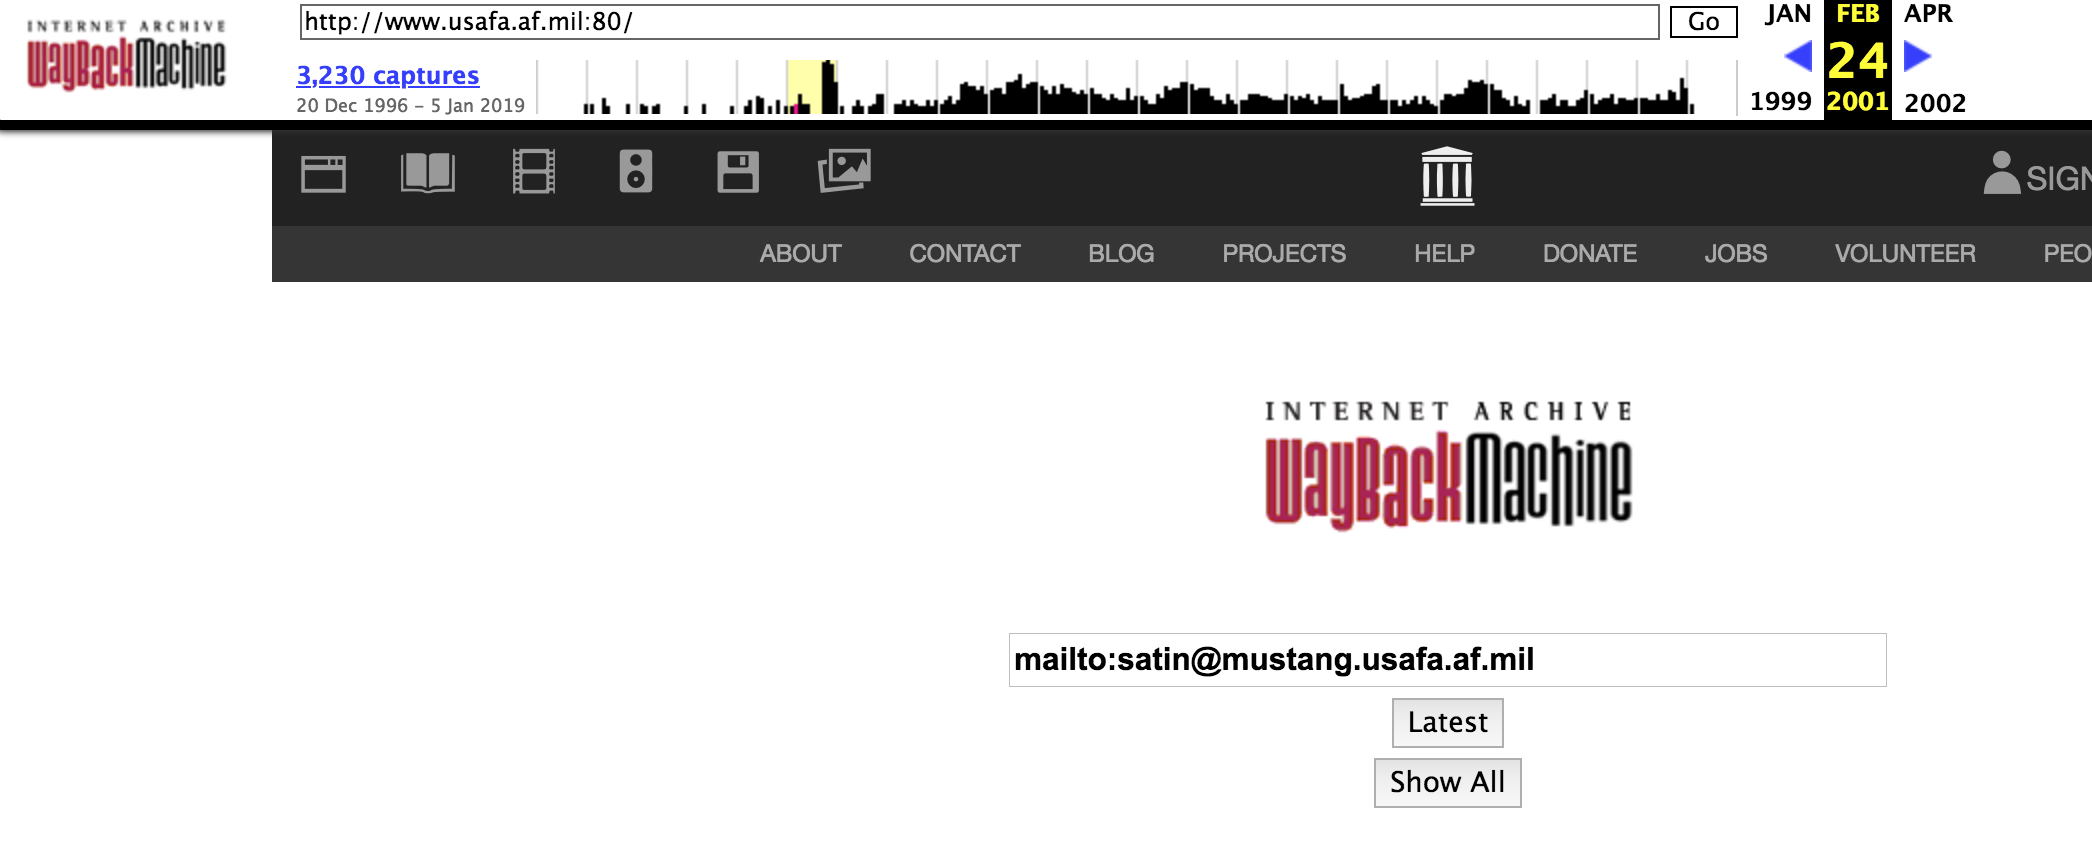 INTERNET ARCHIVE
WayBackMachine
http://www.usafa.af.mil:80/
Go
JAN FEB APR
3,230 captures
24
20 Dec 1996 – 5 Jan 2019
1999 2001 2002
SIGN
ABOUT CONTACT BLOG PROJECTS HELP DONATE JOBS VOLUNTEER PEO
INTERNET ARCHIVE
WayBackMachine
mailto:satin@mustang.usafa.af.mil
Latest
Show All